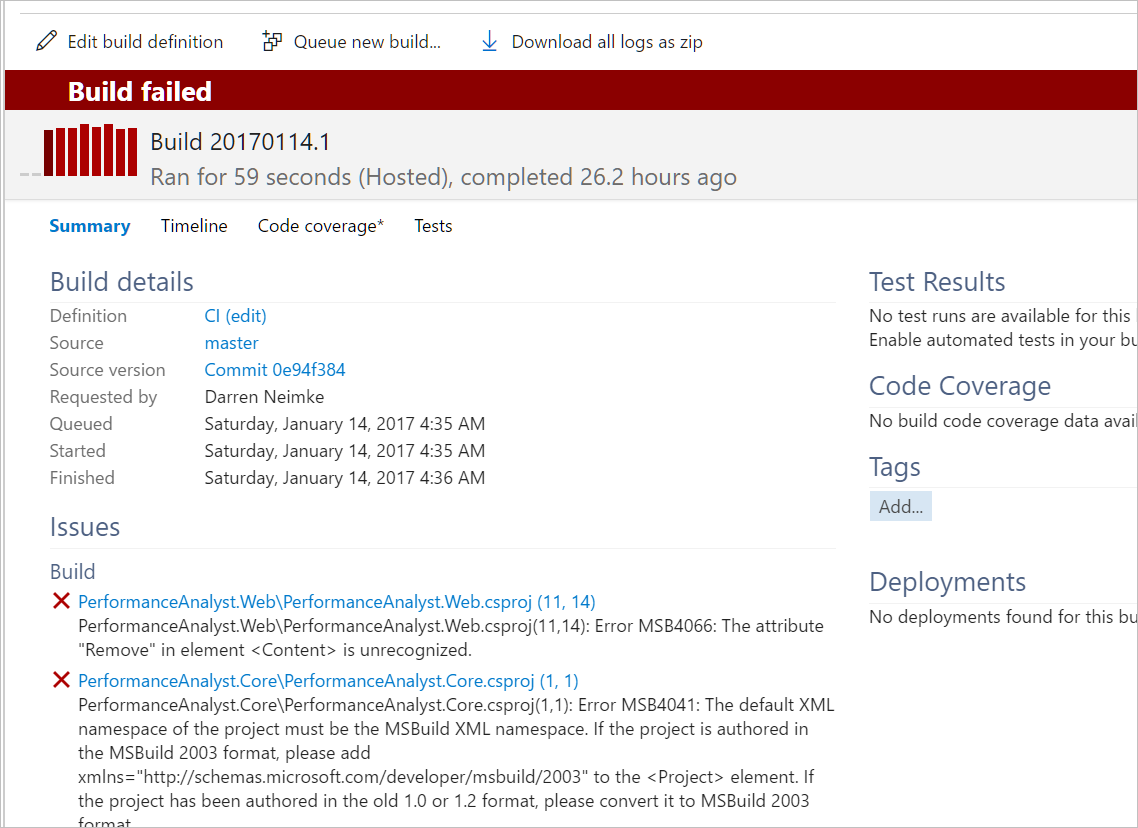 Edit build definition Queue new build... Download all logs as zip
Build failed
Build 20170114.1
Ran for 59 seconds (Hosted), completed 26.2 hours ago
Summary Timeline Code coverage* Tests
Build details
Definition CI (edit)
Source master
Source version Commit 0e94f384
Requested by Darren Neimke
Queued Saturday, January 14, 2017 4:35 AM
Started Saturday, January 14, 2017 4:35 AM
Finished Saturday, January 14, 2017 4:36 AM
Issues
Build
PerformanceAnalyst.Web\PerformanceAnalyst.Web.csproj (11, 14)
PerformanceAnalyst.Web\PerformanceAnalyst.Web.csproj(11,14): Error MSB4066: The attribute
"Remove" in element <Content> is unrecognized.
PerformanceAnalyst.Core\PerformanceAnalyst.Core.csproj (1, 1)
PerformanceAnalyst.Core\PerformanceAnalyst.Core.csproj(1,1): Error MSB4041: The default XML
namespace of the project must be the MSBuild XML namespace. If the project is authored in
the MSBuild 2003 format, please add
xmlns="http://schemas.microsoft.com/developer/msbuild/2003" to the <Project> element. If
the project has been authored in the old 1.0 or 1.2 format, please convert it to MSBuild 2003
format.
Test Results
No test runs are available for this
Enable automated tests in your
Code Coverage
No build code coverage data
Tags
Add...
Deployments
No deployments found for this